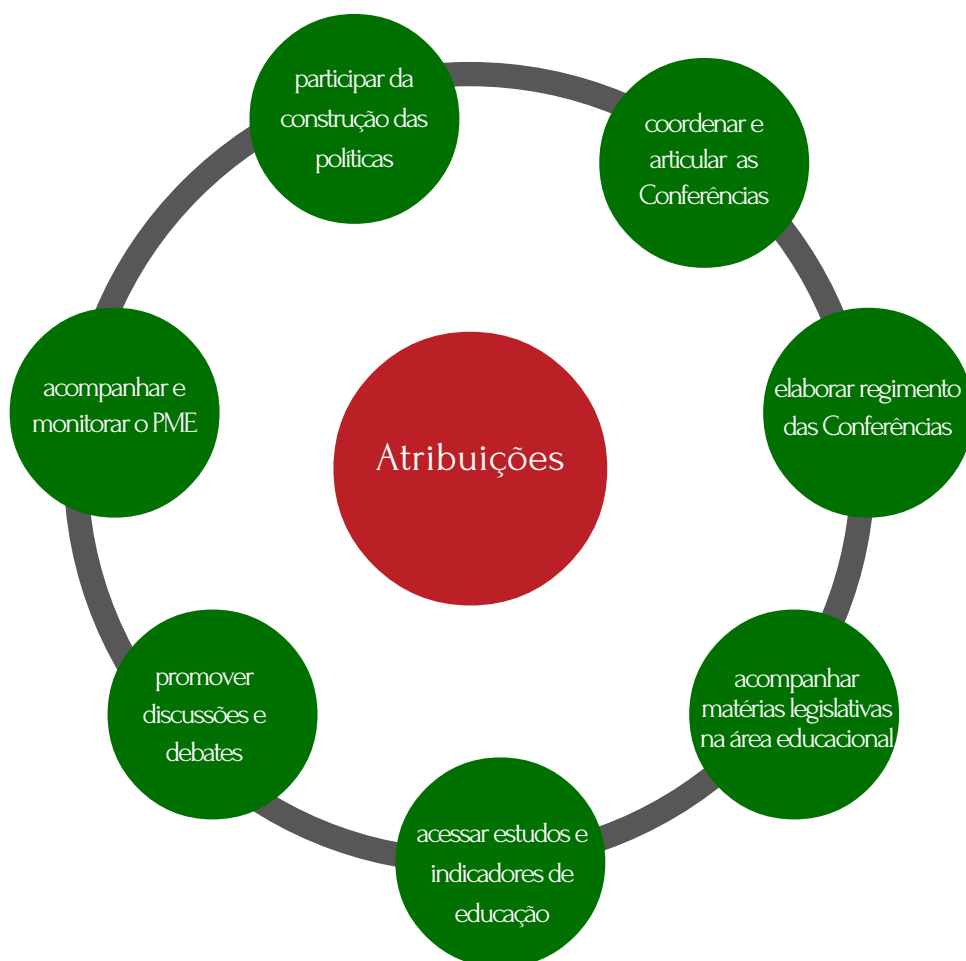 participar da
construção das
políticas
coordenar e
articular as
Conferências
elaborar regimento
das Conferências
acompanhar
matérias legislativas
na área educacional
acessar estudos e
indicadores de
educação
promover
discussões e
debates
acompanhar e
monitorar o PME
Atribuições